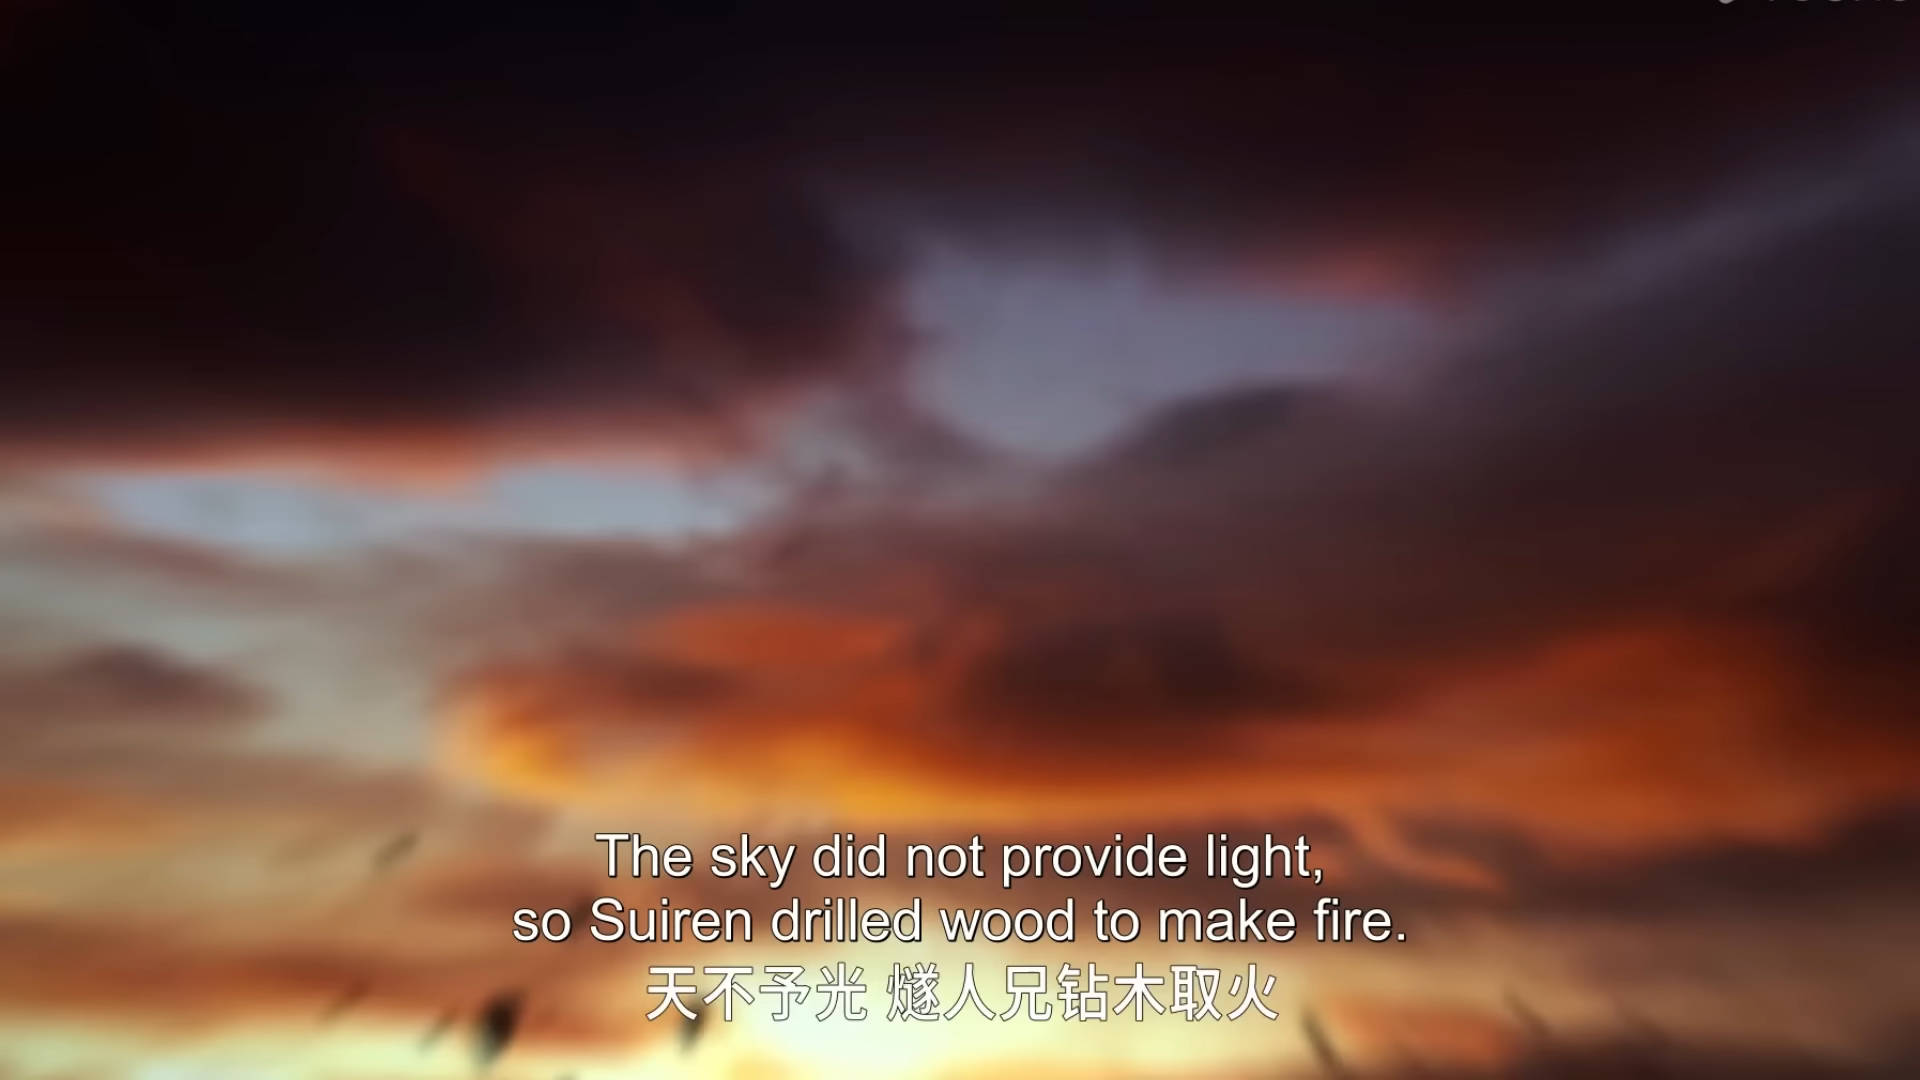 The sky did not provide light,
so Suiren drilled wood to make fire.
天不予光 燧人兄钻木取火